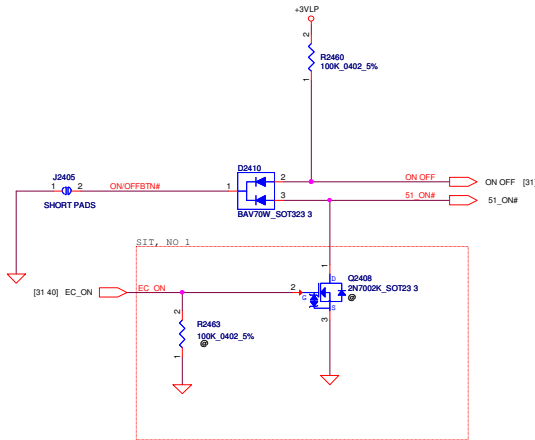 +3VLP
2
R2460
100K_0402_5%
1
J2405
1 2
ON/OFFBTN#
SHORT PADS
D2410
1
2
3
BAV70W_SOT323 3
ON OFF
ON OFF [31]
51_ON#
51_ON#
SIT, NO 1
[31 40] EC_ON
EC_ON
2
R2463
100K_0402_5%
@
1
1
D
Q2408
2N7002K_SOT23 3
@
2
G
S
3